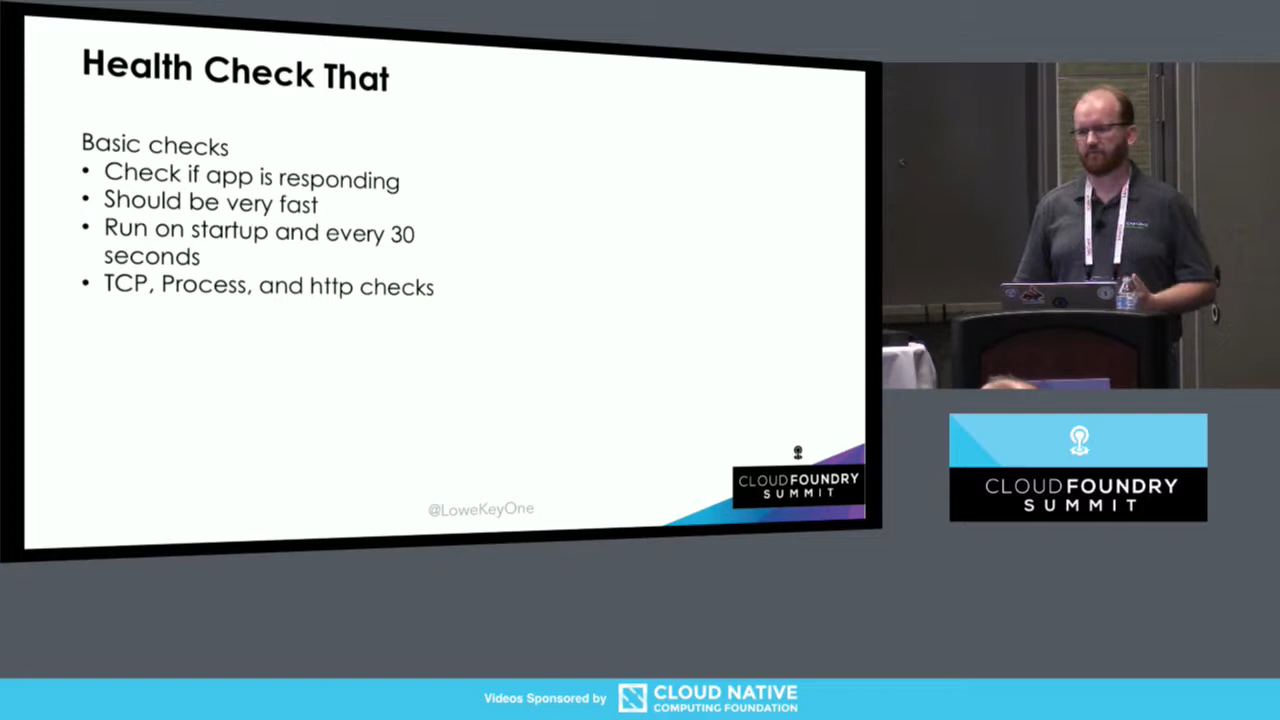 Health Check That
Basic checks
• Check if app is responding
• Should be very fast
• Run on startup and every 30
seconds
• TCP, Process, and http checks
@LoweKeyOne
CLOUDFOUNDRY
SUMMIT
CLOUDFOUNDRY
SUMMIT
Videos Sponsored by
CLOUD NATIVE
COMPUTING FOUNDATION